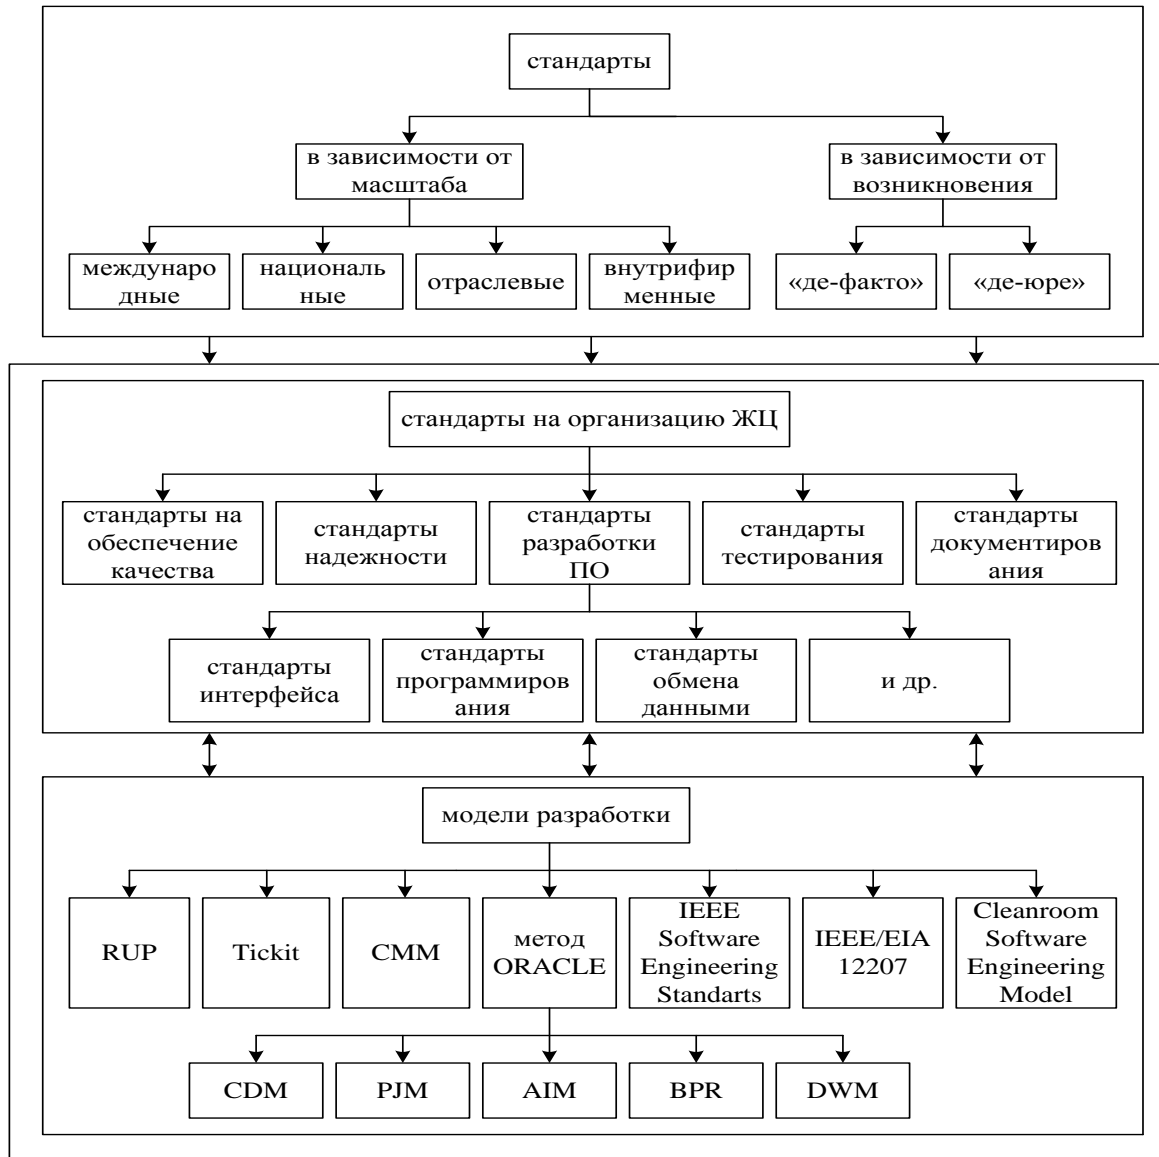 стандарты
в зависимости от
масштаба
в зависимости от
возникновения
междунаро
дные
националь
ные
отраслевые
внутрифир
менные
«де-факто»
«де-юре»
стандарты на организацию ЖЦ
стандарты на
обеспечение
качества
стандарты
надежности
стандарты
разработки
ПО
стандарты
тестирования
стандарты
документиров
ания
стандарты
интерфейса
стандарты
программиров
ания
стандарты
обмена
данными
и др.
модели разработки
RUP
Tickit
CMM
метод
ORACLE
IEEE
Software
Engineering
Standarts
IEEE/EIA
12207
Cleanroom
Software
Engineering
Model
CDM
PJM
AIM
BPR
DWM